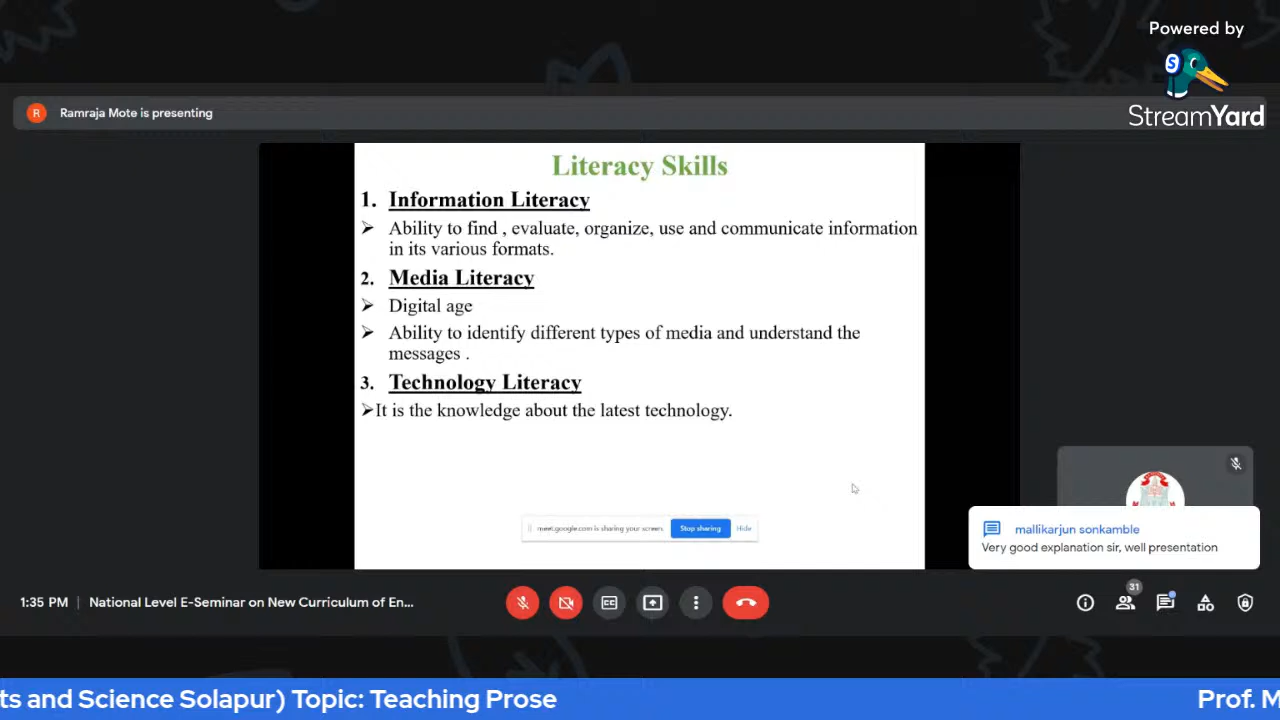 Powered by
StreamYard
R Ramraja Mote is presenting
Literacy Skills
1. Information Literacy
➢ Ability to find , evaluate, organize, use and communicate information
in its various formats.
2. Media Literacy
➢ Digital age
➢ Ability to identify different types of media and understand the
messages .
3. Technology Literacy
➢It is the knowledge about the latest technology.
meet.google.com is sharing your screen. Stop sharing Hide
mallikarjun sonkamble
Very good explanation sir, well presentation
1:35 PM | National Level E-Seminar on New Curriculum of En...
CC
31
ts and Science Solapur) Topic: Teaching Prose
Prof. M